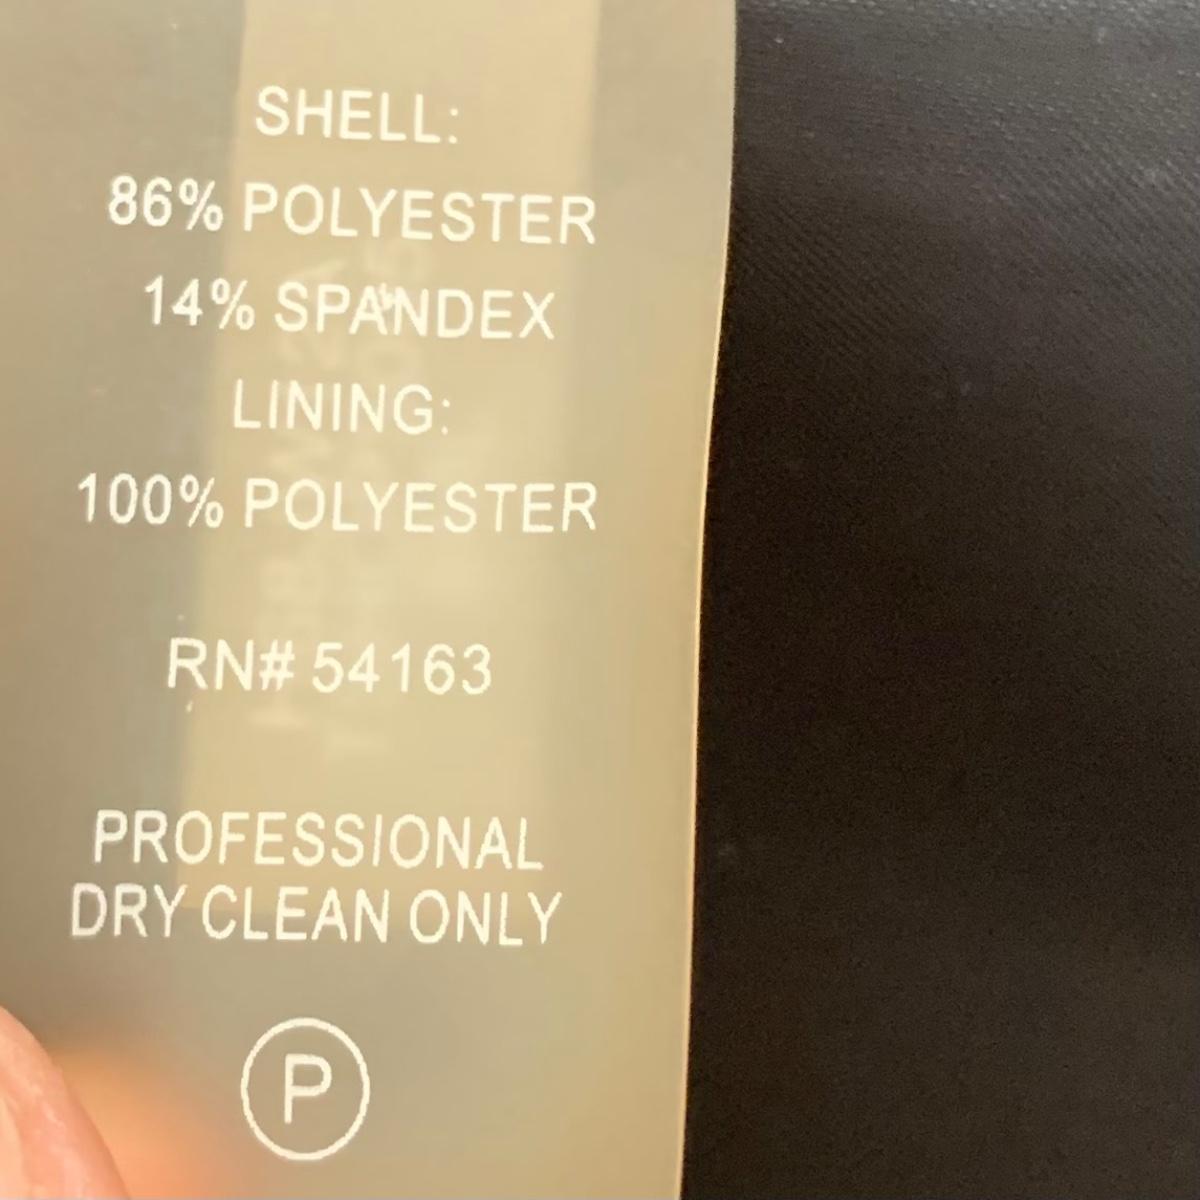 SHELL:
86% POLYESTER
14% SPANDEX
LINING:
100% POLYESTER
RN# 54163
PROFESSIONAL
DRY CLEAN ONLY
P